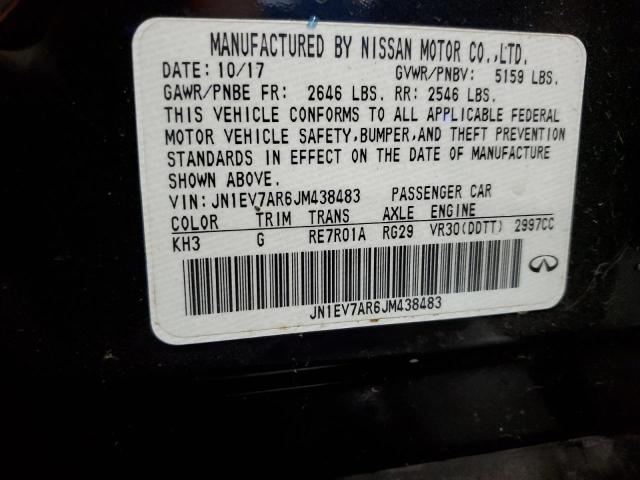 MANUFACTURED BY NISSAN MOTOR CO.,LTD.
DATE: 10/17 GVWR/PNBV: 5159 LBS.
GAWR/PNBE FR: 2646 LBS. RR: 2546 LBS.
THIS VEHICLE CONFORMS TO ALL APPLICABLE FEDERAL
MOTOR VEHICLE SAFETY,BUMPER,AND THEFT PREVENTION
STANDARDS IN EFFECT ON THE DATE OF MANUFACTURE
SHOWN ABOVE.
VIN: JN1EV7AR6JM438483 PASSENGER CAR
COLOR TRIM TRANS AXLE ENGINE
KH3 G RE7R01A RG29 VR30(DDTT) 2997CC
JN1EV7AR6JM438483